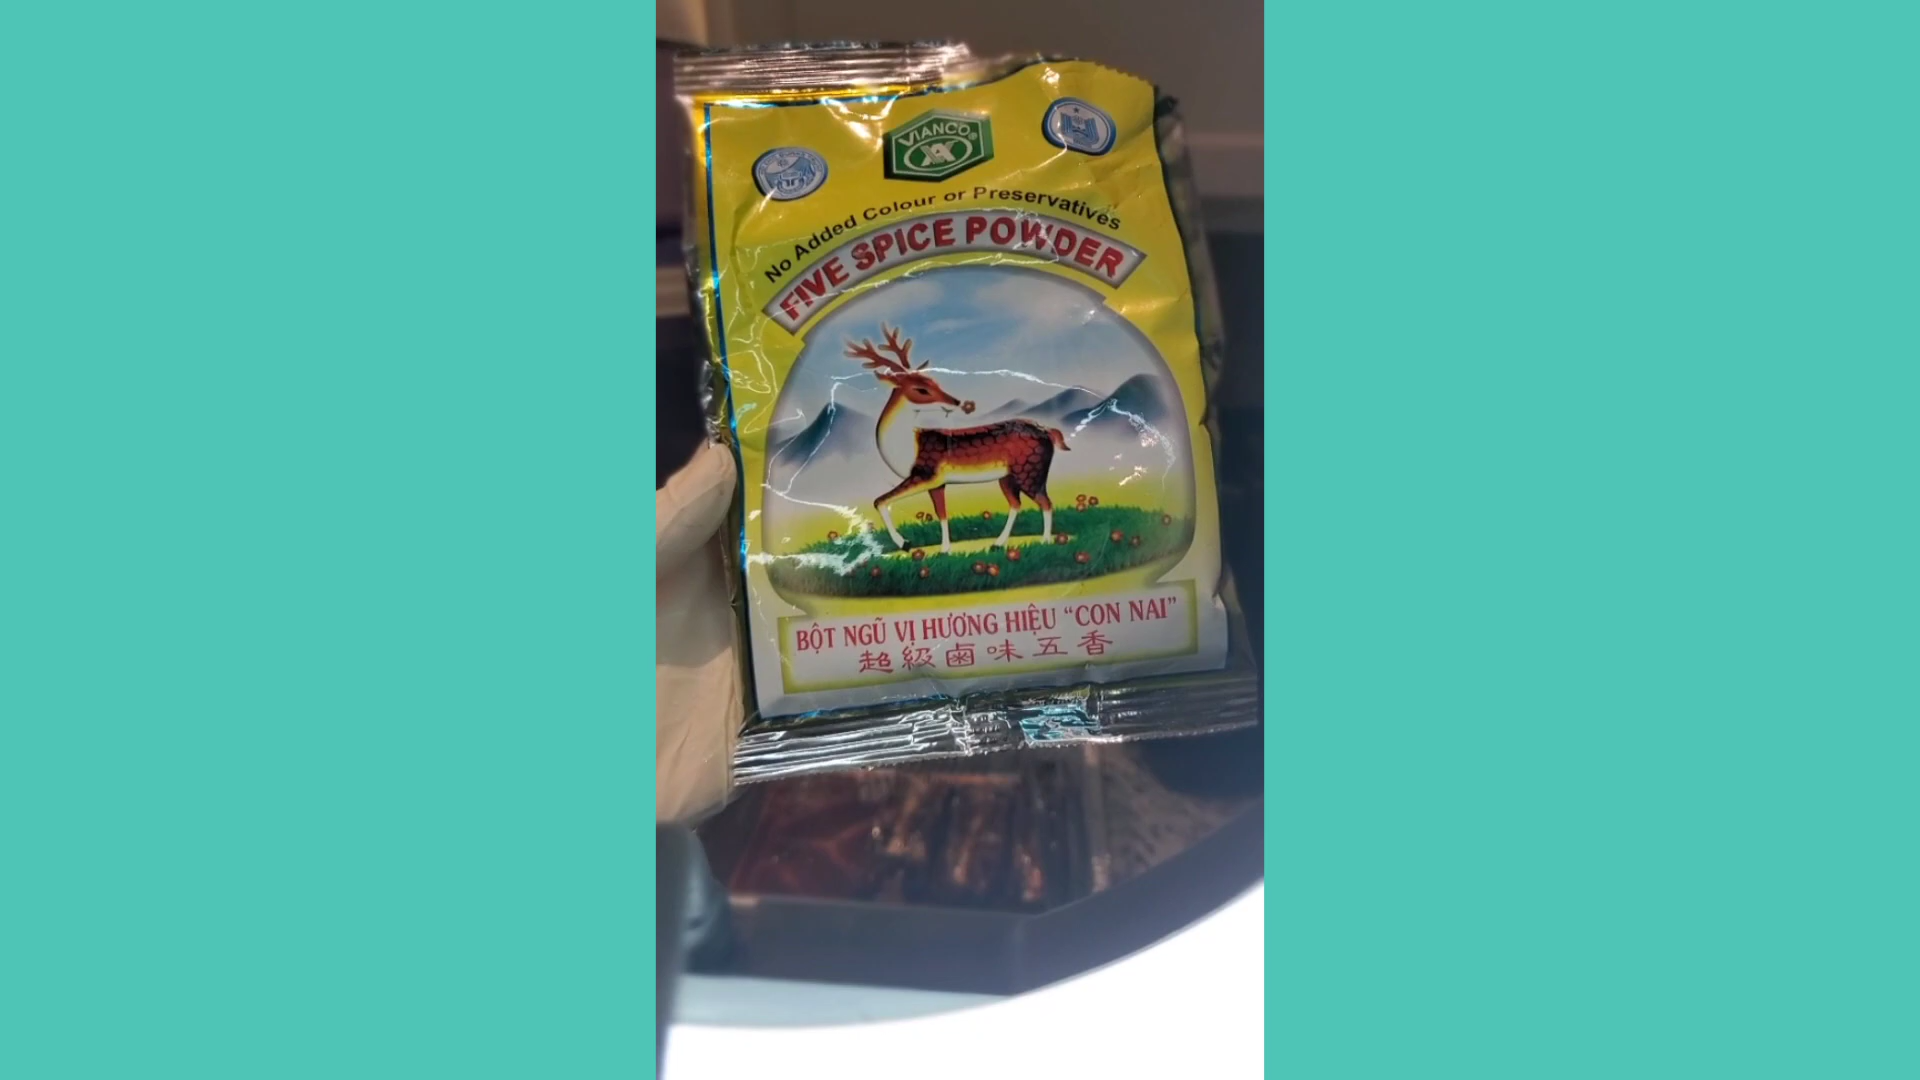 VIANCO®
No Added Colour or Preservatives
FIVE SPICE POWDER
BỘT NGŨ VỊ HƯƠNG HIỆU “CON NAI”
超級鹵味五香